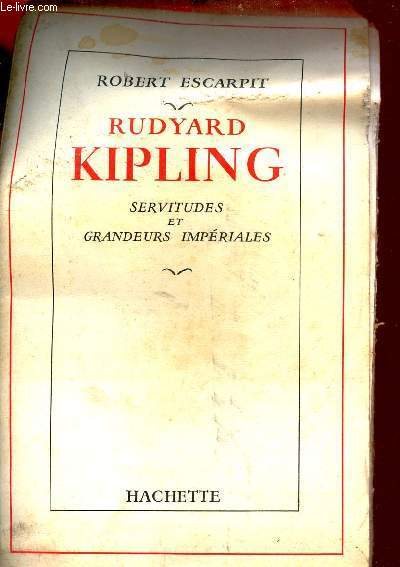 Le-livre.com
ROBERT ESCARPIT
RUDYARD
KIPLING
SERVITUDES
ET
GRANDEURS IMPÉRIALES
HACHETTE